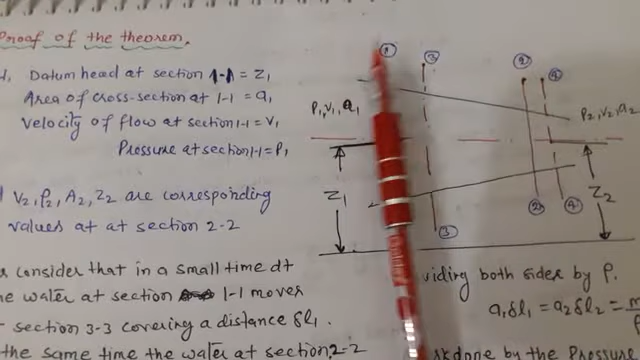 Proof of the theorem,
Datum head at section 1-1 = Z₁
Area of cross-section at 1-1 = a₁
Velocity of flow at section 1-1 = V₁
Pressure at section 1-1 = P₁
V₂, P₂, A₂, Z₂ are corresponding
values at at section 2-2
consider that in a small time dt
water at section 1-1 moves
section 3-3 covering a distance δl₁.
the same time the water at section 2-2
①
③
②
④
P₁, V₁, a₁
P₂, V₂, a₂
Z₁
Z₂
③
②
④
both sides by P.
a₁δl₁ = a₂δl₂ =
by the Pressure